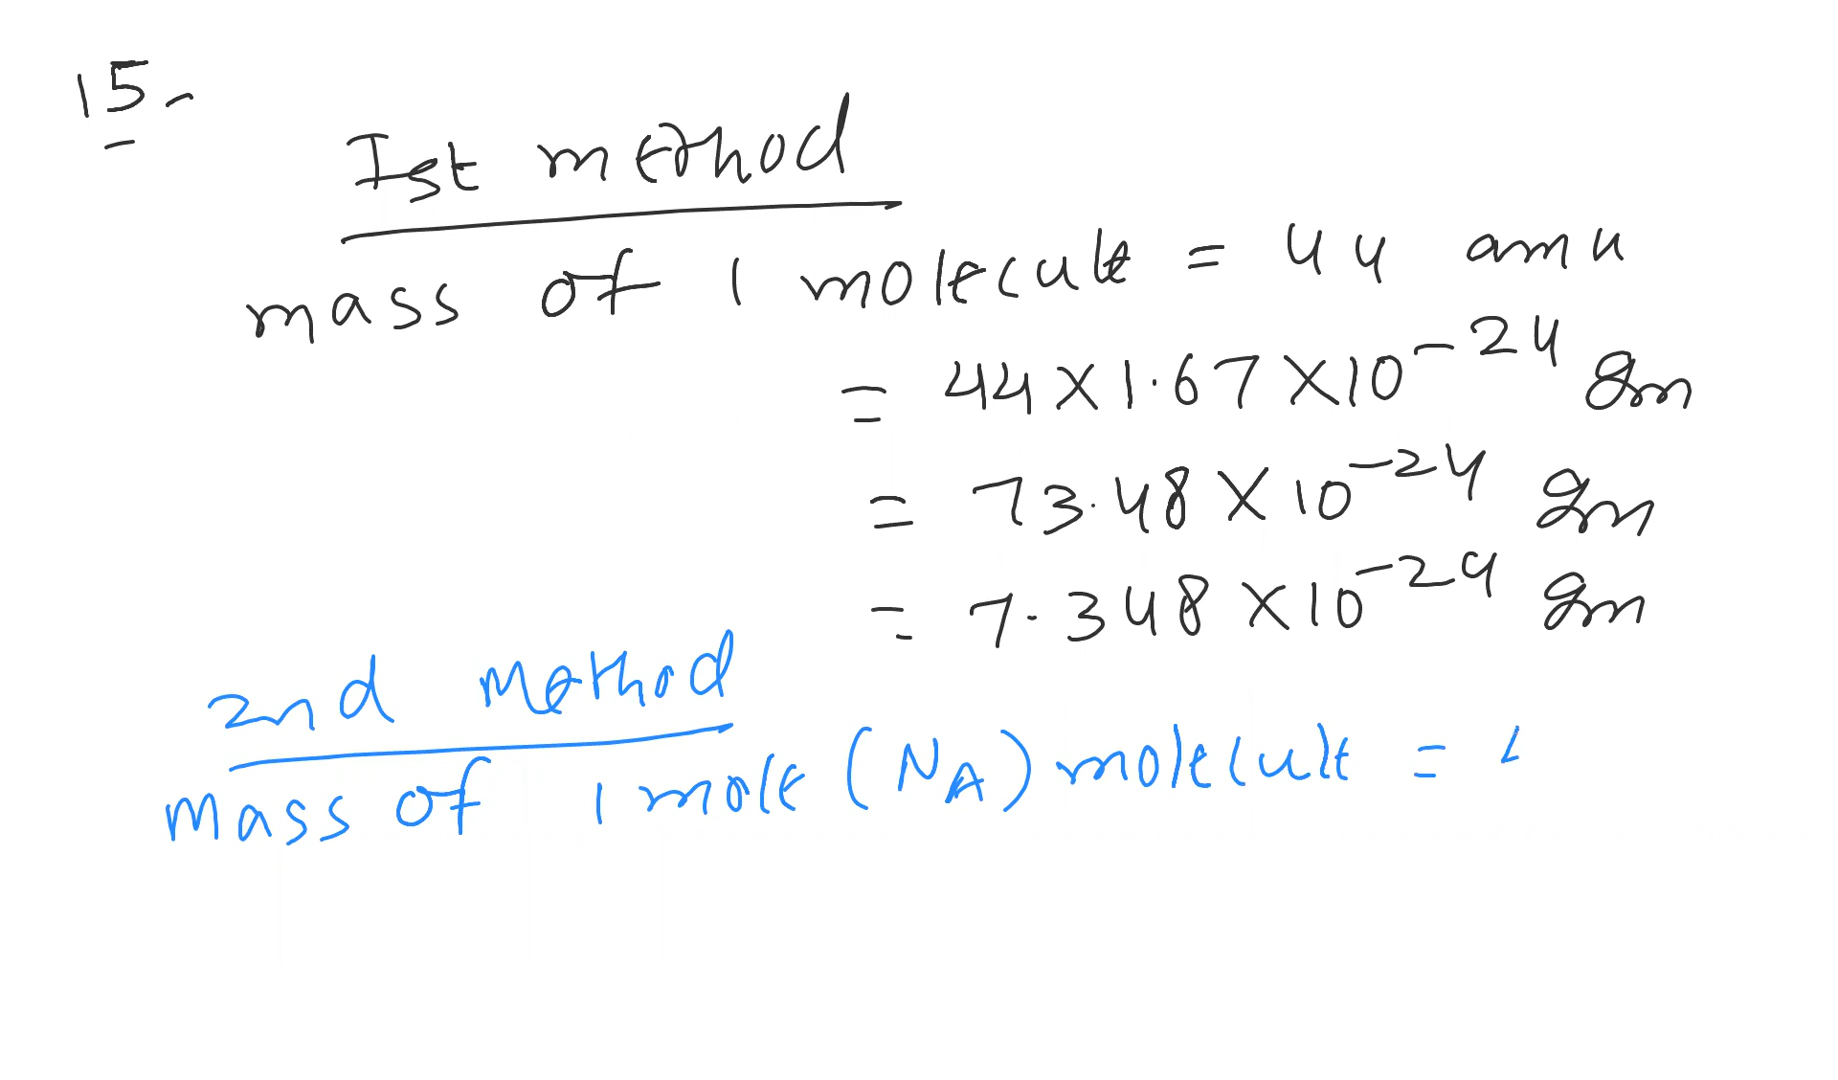 15-
Ist method
mass of 1 molecule = 44 amu
= 44 X 1.67 X 10⁻²⁴ gm
= 73.48 X 10⁻²⁴ gm
= 7.348 X 10⁻²⁴ gm
2nd Method
Mass of 1 mole (NA) molecule =